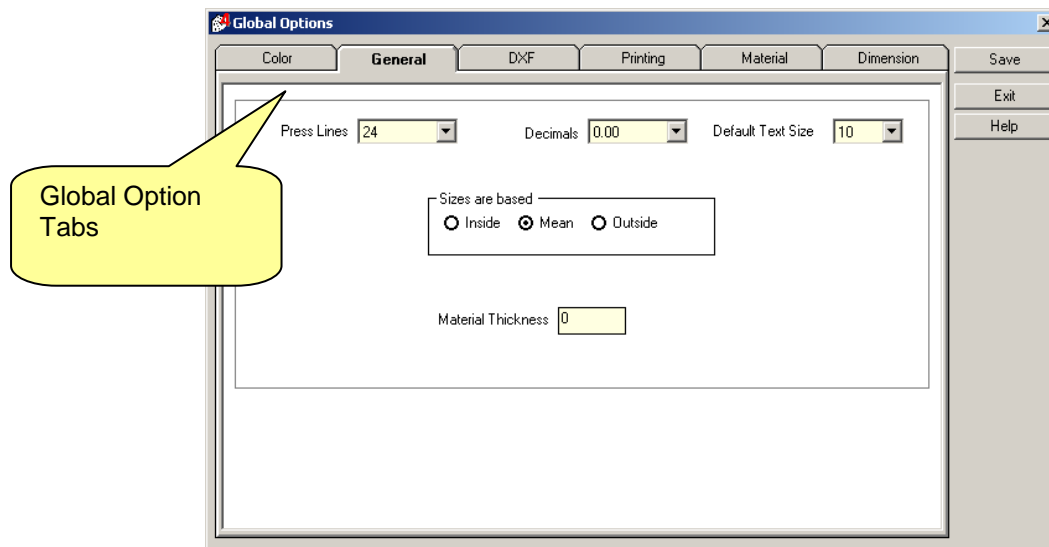 Global Options
Color General DXF Printing Material Dimension Save
Exit
Press Lines 24 Decimals 0.00 Default Text Size 10 Help
Global Option
Tabs
Sizes are based
Inside Mean Outside
Material Thickness 0